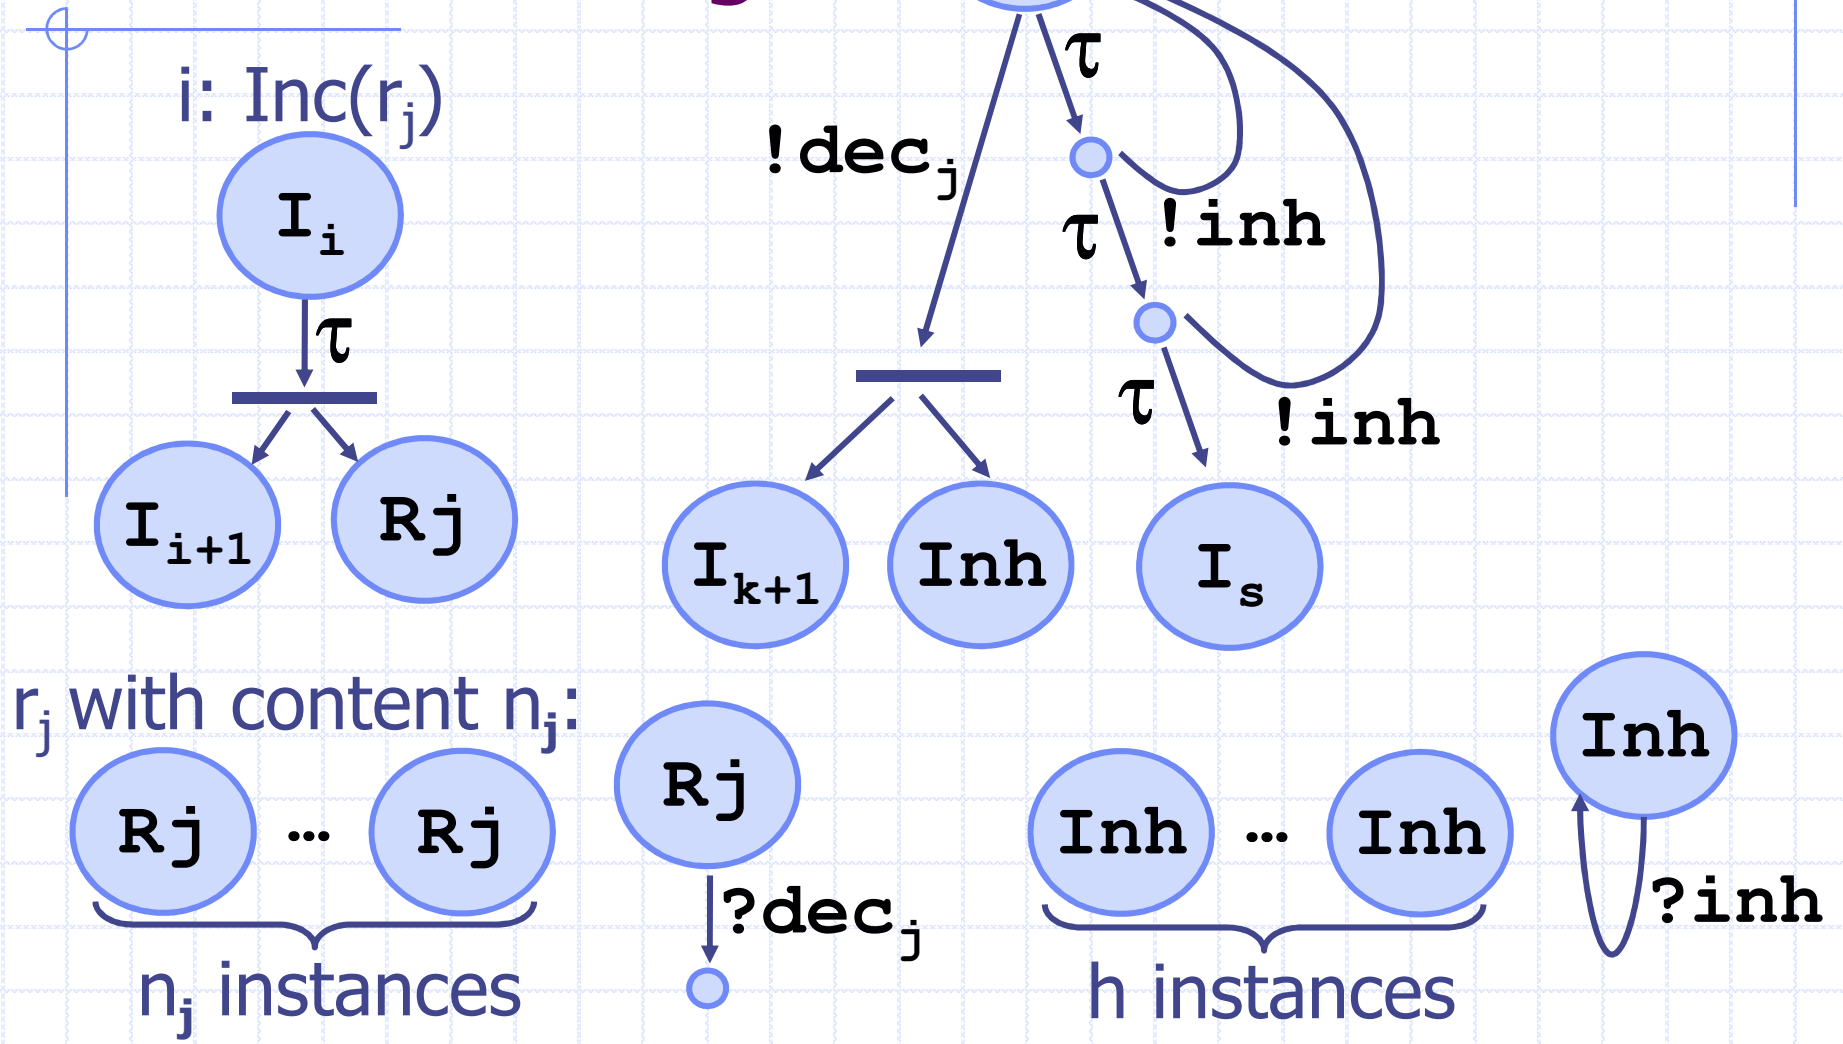 τ
i: Inc(rj)
!decj
Ii
τ
!inh
τ
τ
!inh
Ii+1
Rj
Ik+1
Inh
Is
rj with content nj:
Inh
Rj
Rj … Rj
Inh … Inh
?decj
?inh
nj instances
h instances